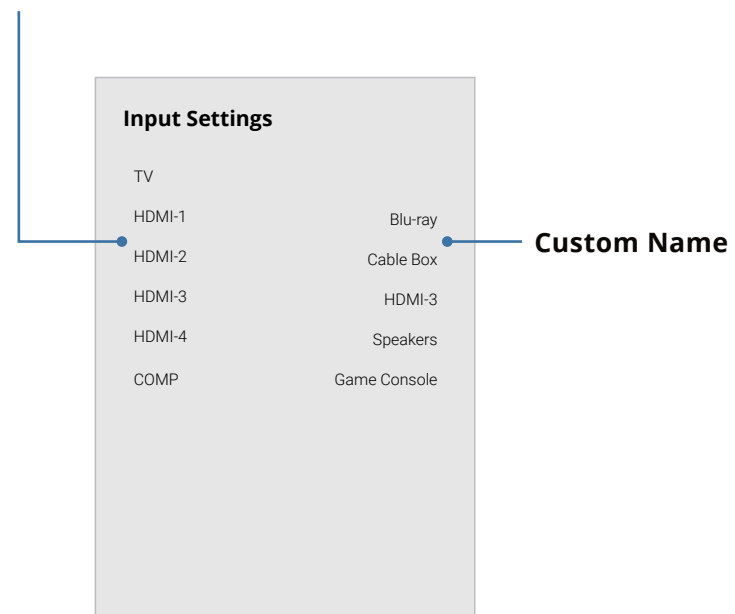 Input Settings
TV
HDMI-1 Blu-ray
HDMI-2 Cable Box
HDMI-3 HDMI-3
HDMI-4 Speakers
COMP Game Console
Custom Name